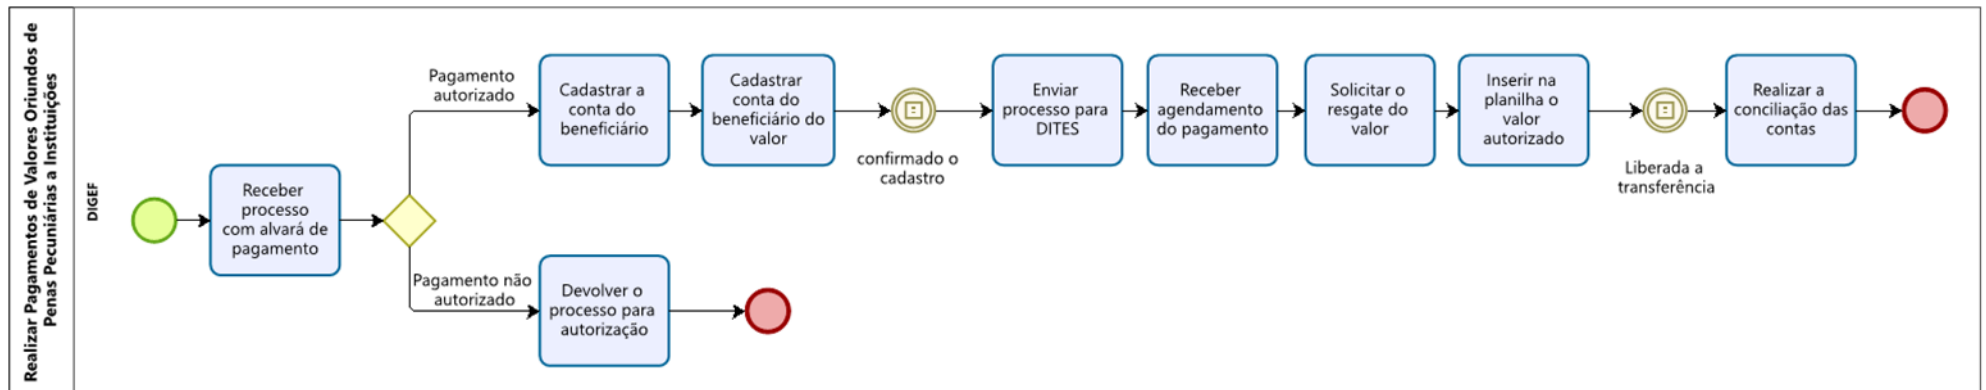 Realizar Pagamentos de Valores Oriundos de
Penas Pecuniárias a Instituições
DIGEF
Receber
processo
com alvará de
pagamento
Pagamento
autorizado
Cadastrar a
conta do
beneficiário
Cadastrar
conta do
beneficiário do
valor
confirmado o
cadastro
Enviar
processo para
DITES
Receber
agendamento
do pagamento
Solicitar o
resgate do
valor
Inserir na
planilha o
valor
autorizado
Liberada a
transferência
Realizar a
conciliação das
contas
Pagamento não
autorizado
Devolver o
processo para
autorização